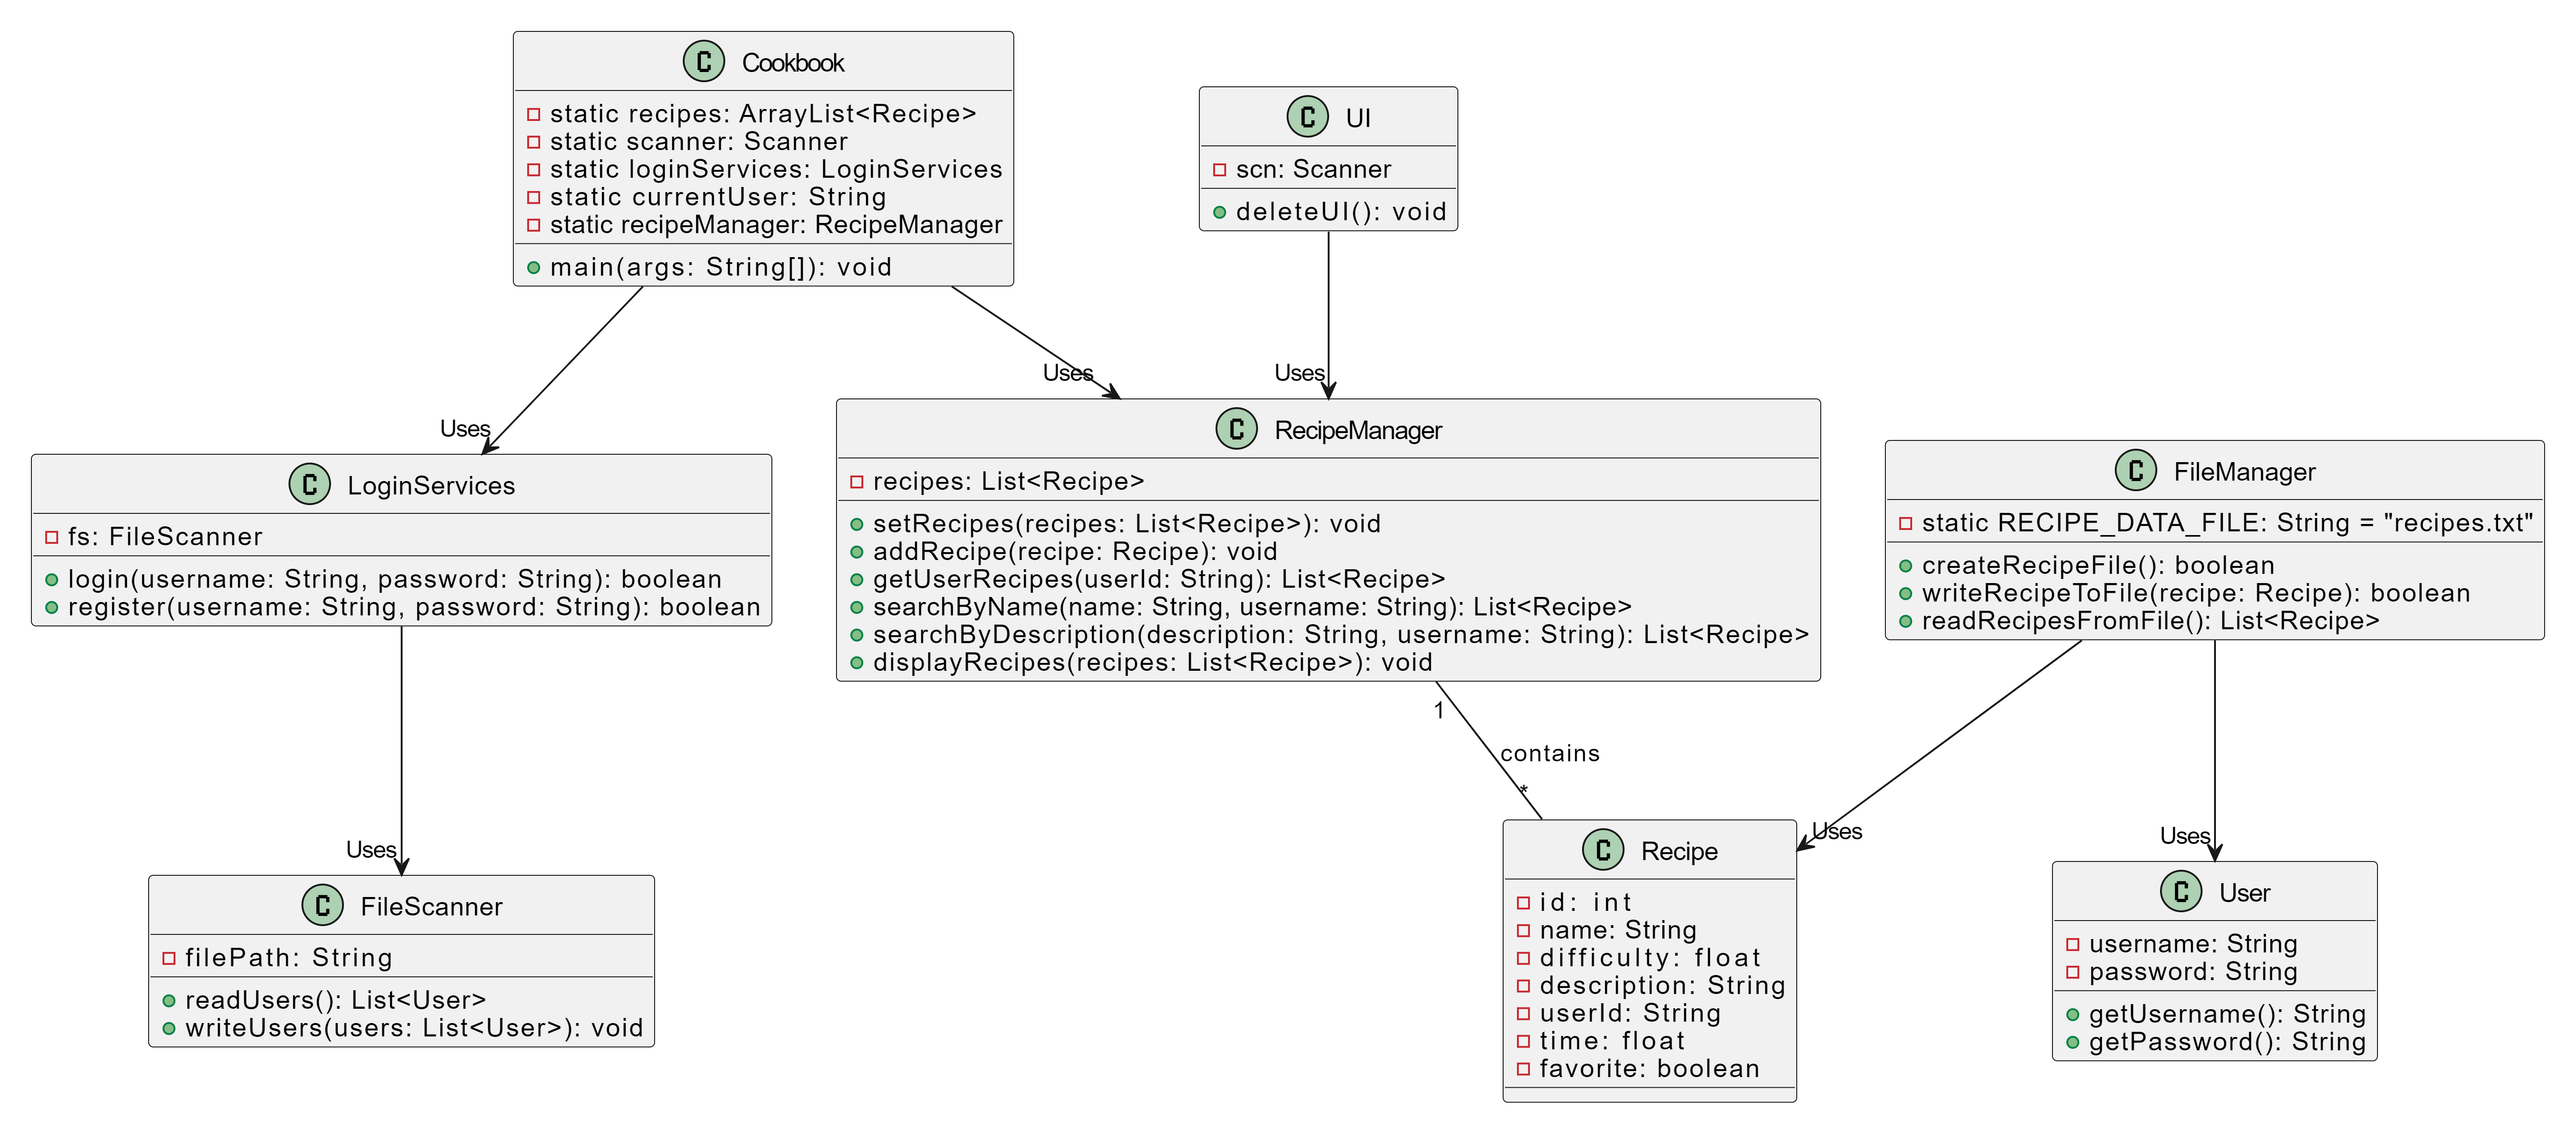 C Cookbook
static recipes: ArrayList<Recipe>
static scanner: Scanner
static loginServices: LoginServices
static currentUser: String
static recipeManager: RecipeManager
main(args: String[]): void
C UI
scn: Scanner
deleteUI(): void
Uses
Uses
Uses
C LoginServices
fs: FileScanner
login(username: String, password: String): boolean
register(username: String, password: String): boolean
C RecipeManager
recipes: List<Recipe>
setRecipes(recipes: List<Recipe>): void
addRecipe(recipe: Recipe): void
getUserRecipes(userId: String): List<Recipe>
searchByName(name: String, username: String): List<Recipe>
searchByDescription(description: String, username: String): List<Recipe>
displayRecipes(recipes: List<Recipe>): void
C FileManager
static RECIPE_DATA_FILE: String = "recipes.txt"
createRecipeFile(): boolean
writeRecipeToFile(recipe: Recipe): boolean
readRecipesFromFile(): List<Recipe>
1
contains
*
Uses
Uses
Uses
C FileScanner
filePath: String
readUsers(): List<User>
writeUsers(users: List<User>): void
C Recipe
id: int
name: String
difficulty: float
description: String
userId: String
time: float
favorite: boolean
C User
username: String
password: String
getUsername(): String
getPassword(): String